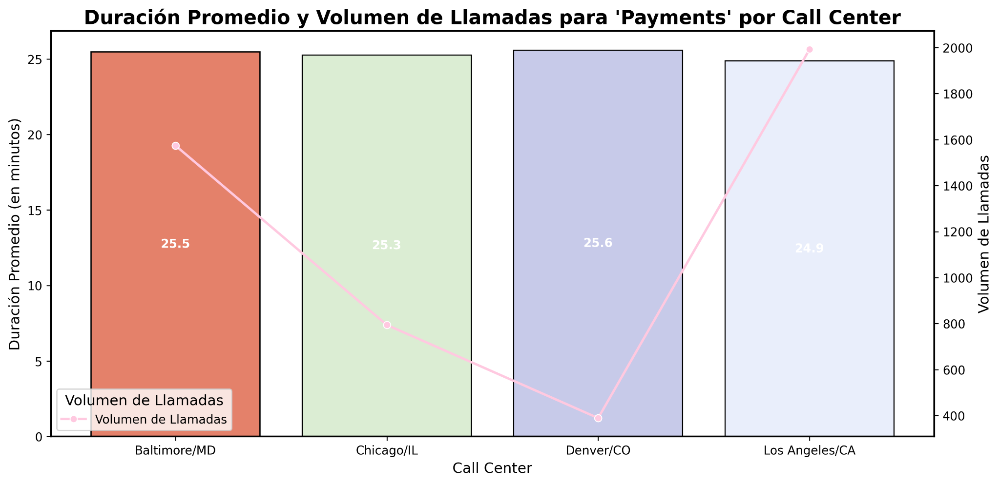 Duración Promedio y Volumen de Llamadas para 'Payments' por Call Center
Duración Promedio (en minutos)
25
20
15
10
5
0
25.5
25.3
25.6
24.9
2000
1800
1600
1400
1200
1000
800
600
400
Volumen de Llamadas
Volumen de Llamadas
Volumen de Llamadas
Baltimore/MD
Chicago/IL
Denver/CO
Los Angeles/CA
Call Center